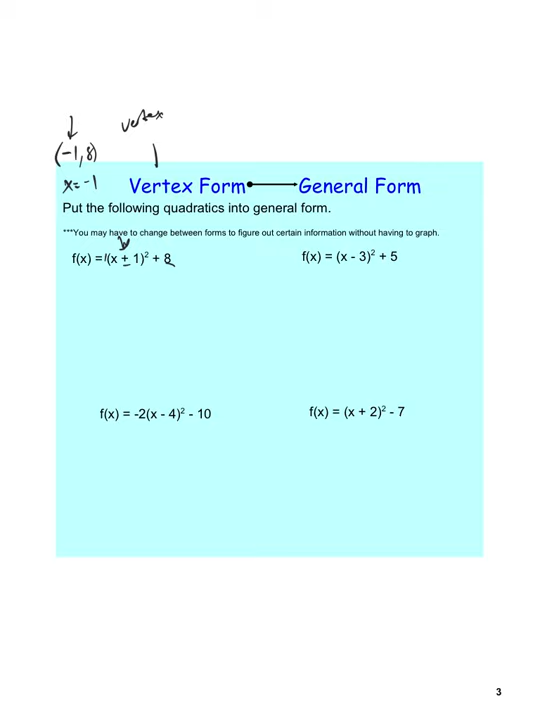 vertex
(-1, 8)
x = -1
Vertex Form General Form
Put the following quadratics into general form.
***You may have to change between forms to figure out certain information without having to graph.
f(x) = 1(x + 1)² + 8
f(x) = (x - 3)² + 5
f(x) = -2(x - 4)² - 10
f(x) = (x + 2)² - 7
3